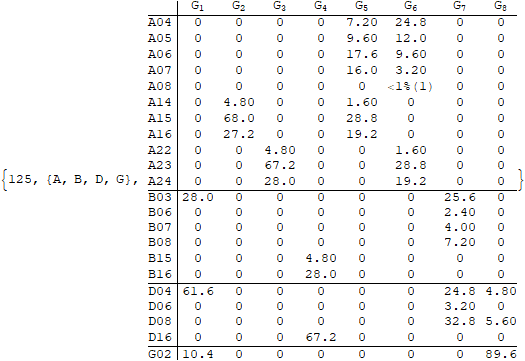 G₁ G₂ G₃ G₄ G₅ G₆ G₇ G₈
A04 0 0 0 0 7.20 24.8 0 0
A05 0 0 0 0 9.60 12.0 0 0
A06 0 0 0 0 17.6 9.60 0 0
A07 0 0 0 0 16.0 3.20 0 0
A08 0 0 0 0 0 <1%(1) 0 0
A14 0 4.80 0 0 1.60 0 0 0
A15 0 68.0 0 0 28.8 0 0 0
A16 0 27.2 0 0 19.2 0 0 0
A22 0 0 4.80 0 0 1.60 0 0
A23 0 0 67.2 0 0 28.8 0 0
{125, {A, B, D, G}, A24 0 0 28.0 0 0 19.2 0 0 }
B03 28.0 0 0 0 0 0 25.6 0
B06 0 0 0 0 0 0 2.40 0
B07 0 0 0 0 0 0 4.00 0
B08 0 0 0 0 0 0 7.20 0
B15 0 0 0 4.80 0 0 0 0
B16 0 0 0 28.0 0 0 0 0
D04 61.6 0 0 0 0 0 24.8 4.80
D06 0 0 0 0 0 0 3.20 0
D08 0 0 0 0 0 0 32.8 5.60
D16 0 0 0 67.2 0 0 0 0
G02 10.4 0 0 0 0 0 0 89.6